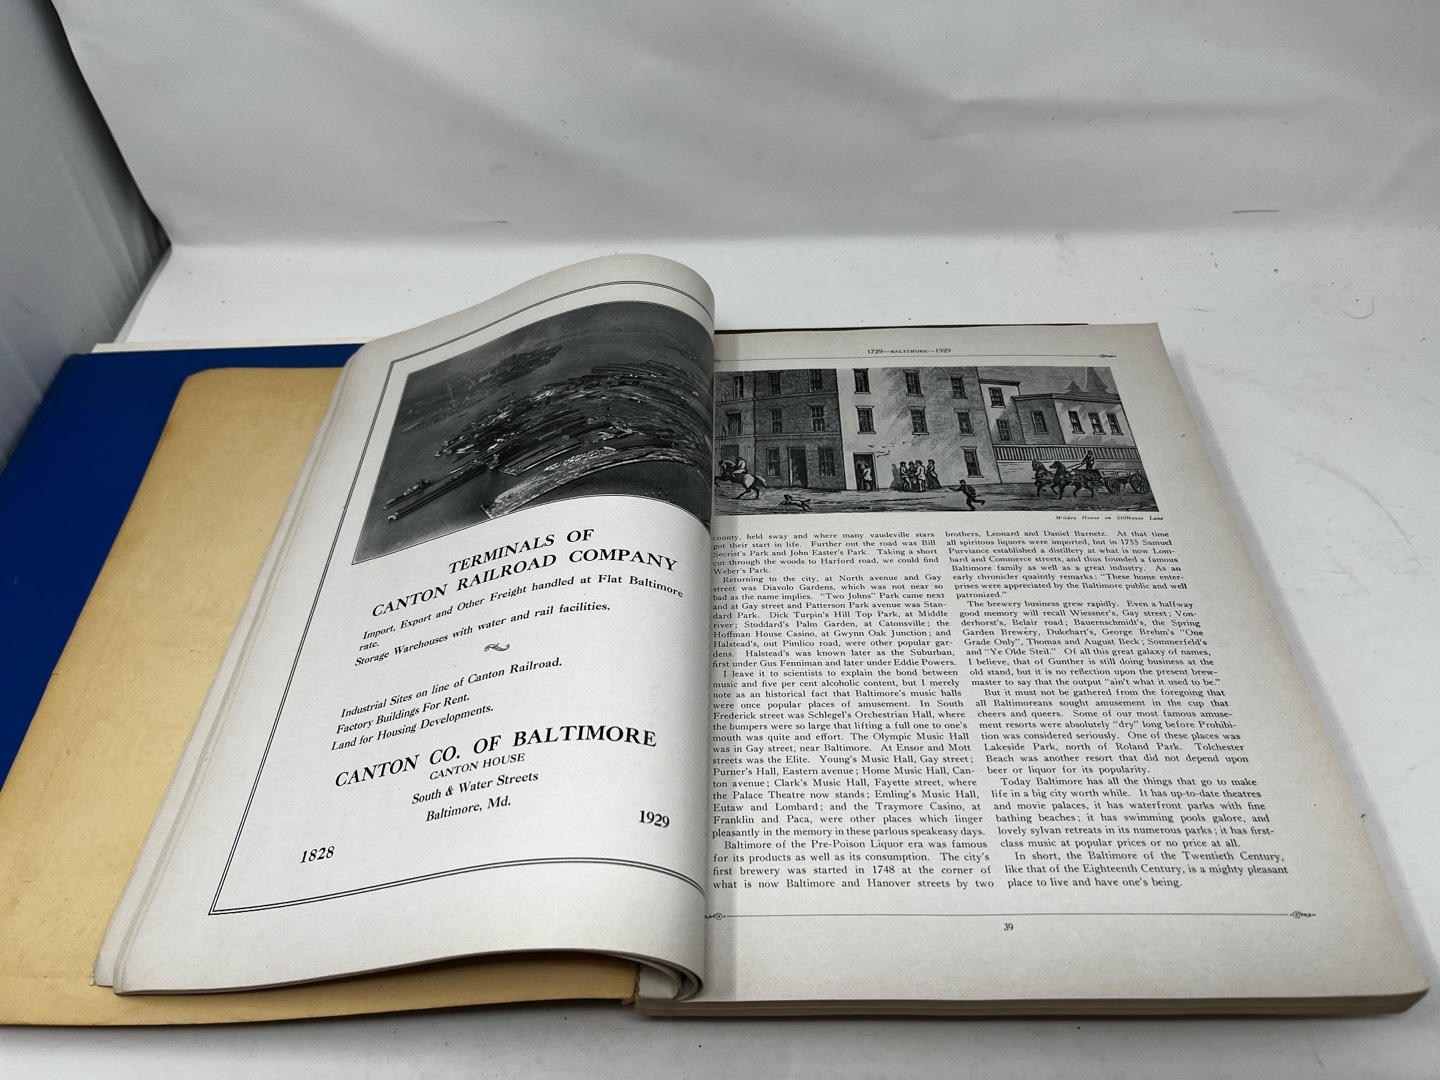 TERMINALS OF
CANTON RAILROAD COMPANY
Import, Export and Other Freight handled at Flat Baltimore
rate.
Storage Warehouses with water and rail facilities.
Industrial Sites on line of Canton Railroad.
Factory Buildings For Rent.
Land for Housing Developments.
CANTON CO. OF BALTIMORE
CANTON HOUSE
South & Water Streets
Baltimore, Md.
1828
1929
1729—BALTIMORE—1929
Wildey House on Stillhouse Lane
county, held sway and where many vaudeville stars
got their start in life. Further out the road was Bill
Secrist's Park and John Easter's Park. Taking a short
cut through the woods to Harford road, we could find
Weber's Park.
Returning to the city, at North avenue and Gay
street was Diavolo Gardens, which was not near so
bad as the name implies. "Two Johns" Park came next
and at Gay street and Patterson Park avenue was Stan-
dard Park. Dick Turpin's Hill Top Park, at Middle
river; Stoddard's Palm Garden, at Catonsville; the
Hoffman House Casino, at Gwynn Oak Junction; and
Halstead's, out Pimlico road, were other popular gar-
dens. Halstead's was known later as the Suburban,
first under Gus Fenniman and later under Eddie Powers.
I leave it to scientists to explain the bond between
music and five per cent alcoholic content, but I merely
note as an historical fact that Baltimore's music halls
were once popular places of amusement. In South
Frederick street was Schlegel's Orchestrian Hall, where
the bumpers were so large that lifting a full one to one's
mouth was quite and effort. The Olympic Music Hall
was in Gay street, near Baltimore. At Ensor and Mott
streets was the Elite. Young's Music Hall, Gay street;
Purner's Hall, Eastern avenue; Home Music Hall, Can-
ton avenue; Clark's Music Hall, Fayette street, where
the Palace Theatre now stands; Emling's Music Hall,
Eutaw and Lombard; and the Traymore Casino, at
Franklin and Paca, were other places which linger
pleasantly in the memory in these parlous speakeasy days.
Baltimore of the Pre-Poison Liquor era was famous
for its products as well as its consumption. The city's
first brewery was started in 1748 at the corner of
what is now Baltimore and Hanover streets by two
brothers, Leonard and Daniel Barnetz. At that time
all spiritous liquors were imported, but in 1755 Samuel
Purviance established a distillery at what is now Lom-
bard and Commerce streets, and thus founded a famous
Baltimore family as well as a great industry. As an
early chronicler quaintly remarks: "These home enter-
prises were appreciated by the Baltimore public and well
patronized."
The brewery business grew rapidly. Even a halfway
good memory will recall Wiessner's, Gay street; Von-
derhorst's, Belair road; Bauernschmidt's, the Spring
Garden Brewery, Dukehart's, George Brehm's "One
Grade Only", Thomas and August Beck; Sommerfeld's
and "Ye Olde Steil." Of all this great galaxy of names,
I believe, that of Gunther is still doing business at the
old stand, but it is no reflection upon the present brew-
master to say that the output "ain't what it used to be."
But it must not be gathered from the foregoing that
all Baltimoreans sought amusement in the cup that
cheers and queers. Some of our most famous amuse-
ment resorts were absolutely "dry" long before Prohibi-
tion was considered seriously. One of these places was
Lakeside Park, north of Roland Park. Tolchester
Beach was another resort that did not depend upon
beer or liquor for its popularity.
Today Baltimore has all the things that go to make
life in a big city worth while. It has up-to-date theatres
and movie palaces, it has waterfront parks with fine
bathing beaches; it has swimming pools galore, and
lovely sylvan retreats in its numerous parks; it has first-
class music at popular prices or no price at all.
In short, the Baltimore of the Twentieth Century,
like that of the Eighteenth Century, is a mighty pleasant
place to live and have one's being.
39